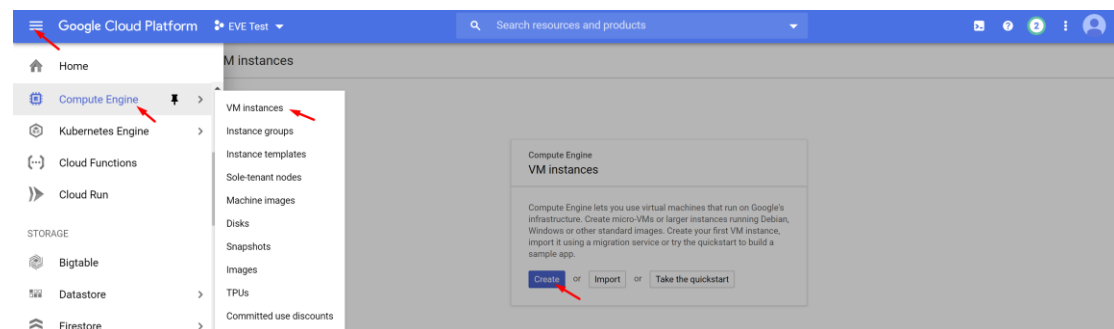 Google Cloud Platform
EVE Test
Search resources and products
2
Home
M instances
Compute Engine
Kubernetes Engine
Cloud Functions
Cloud Run
STORAGE
Bigtable
Datastore
Firestore
VM instances
Instance groups
Instance templates
Sole-tenant nodes
Machine images
Disks
Snapshots
Images
TPUs
Committed use discounts
Compute Engine
VM instances
Compute Engine lets you use virtual machines that run on Google's
infrastructure. Create micro-VMs or larger instances running Debian,
Windows or other standard images. Create your first VM instance,
import it using a migration service or try the quickstart to build a
sample app.
Create or Import or Take the quickstart